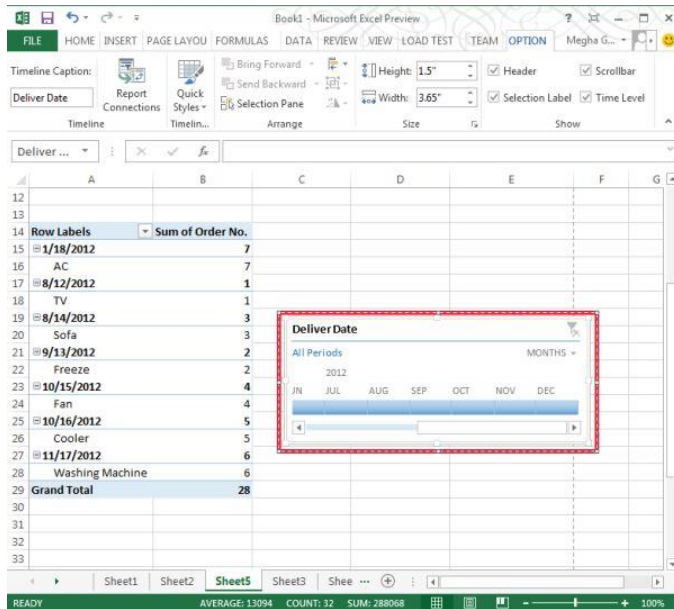 Book1 - Microsoft Excel Preview
?
FILE HOME INSERT PAGE LAYOU FORMULAS DATA REVIEW VIEW LOAD TEST TEAM OPTION Megha G...
Timeline Caption:
Deliver Date
Report Connections
Quick Styles
Bring Forward
Send Backward
Selection Pane
Height: 1.5"
Width: 3.65"
Header
Selection Label
Scrollbar
Time Level
Timeline Timelin... Arrange Size Show
Deliver ... fx
A B C D E F G
12
13
14 Row Labels Sum of Order No.
15 1/18/2012 7
16 AC 7
17 8/12/2012 1
18 TV 1
19 8/14/2012 3
20 Sofa 3
21 9/13/2012 2
22 Freeze 2
23 10/15/2012 4
24 Fan 4
25 10/16/2012 5
26 Cooler 5
27 11/17/2012 6
28 Washing Machine 6
29 Grand Total 28
30
31
32
33
Deliver Date
All Periods MONTHS
2012
JN JUL AUG SEP OCT NOV DEC
Sheet1 Sheet2 Sheet5 Sheet3 Shee ...
READY AVERAGE: 13094 COUNT: 32 SUM: 288068 100%